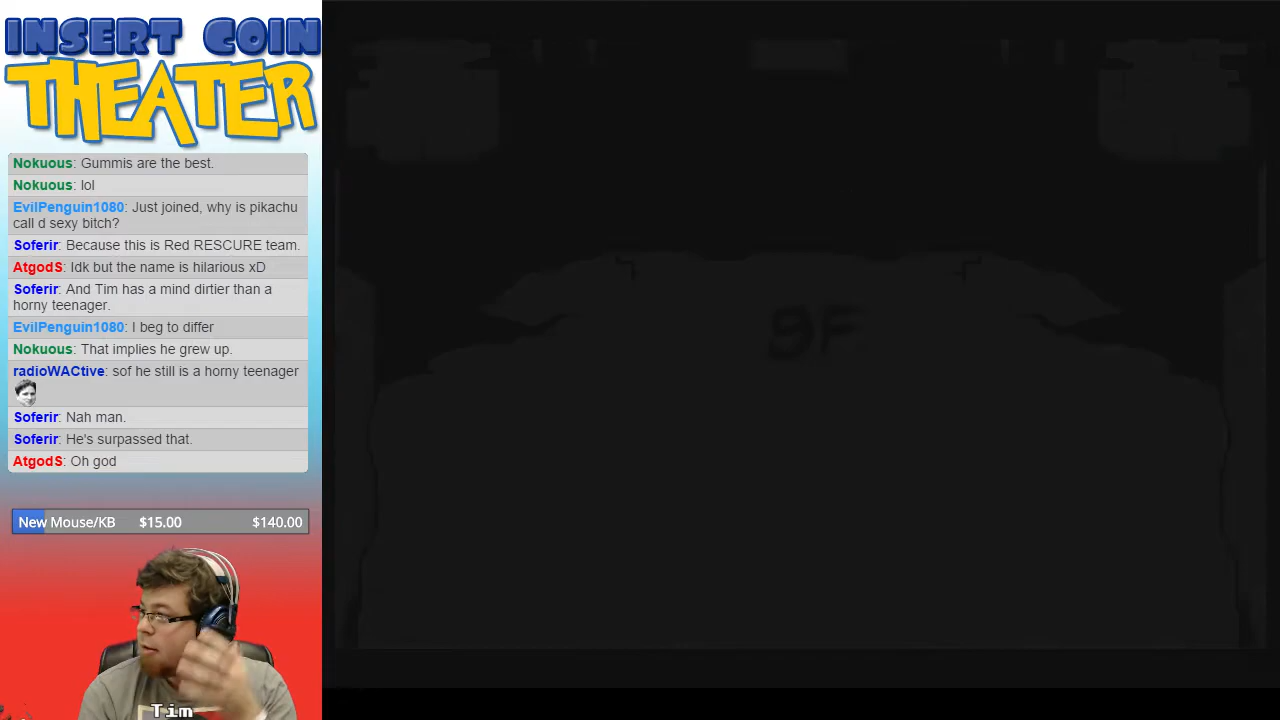 INSERT COIN
THEATER
Nokuous: Gummis are the best.
Nokuous: lol
EvilPenguin1080: Just joined, why is pikachu
call d sexy bitch?
Soferir: Because this is Red RESCURE team.
AtgodS: Idk but the name is hilarious xD
Soferir: And Tim has a mind dirtier than a
horny teenager.
EvilPenguin1080: I beg to differ
Nokuous: That implies he grew up.
radioWACtive: sof he still is a horny teenager
Soferir: Nah man.
Soferir: He's surpassed that.
AtgodS: Oh god
New Mouse/KB $15.00 $140.00
Tim
9F